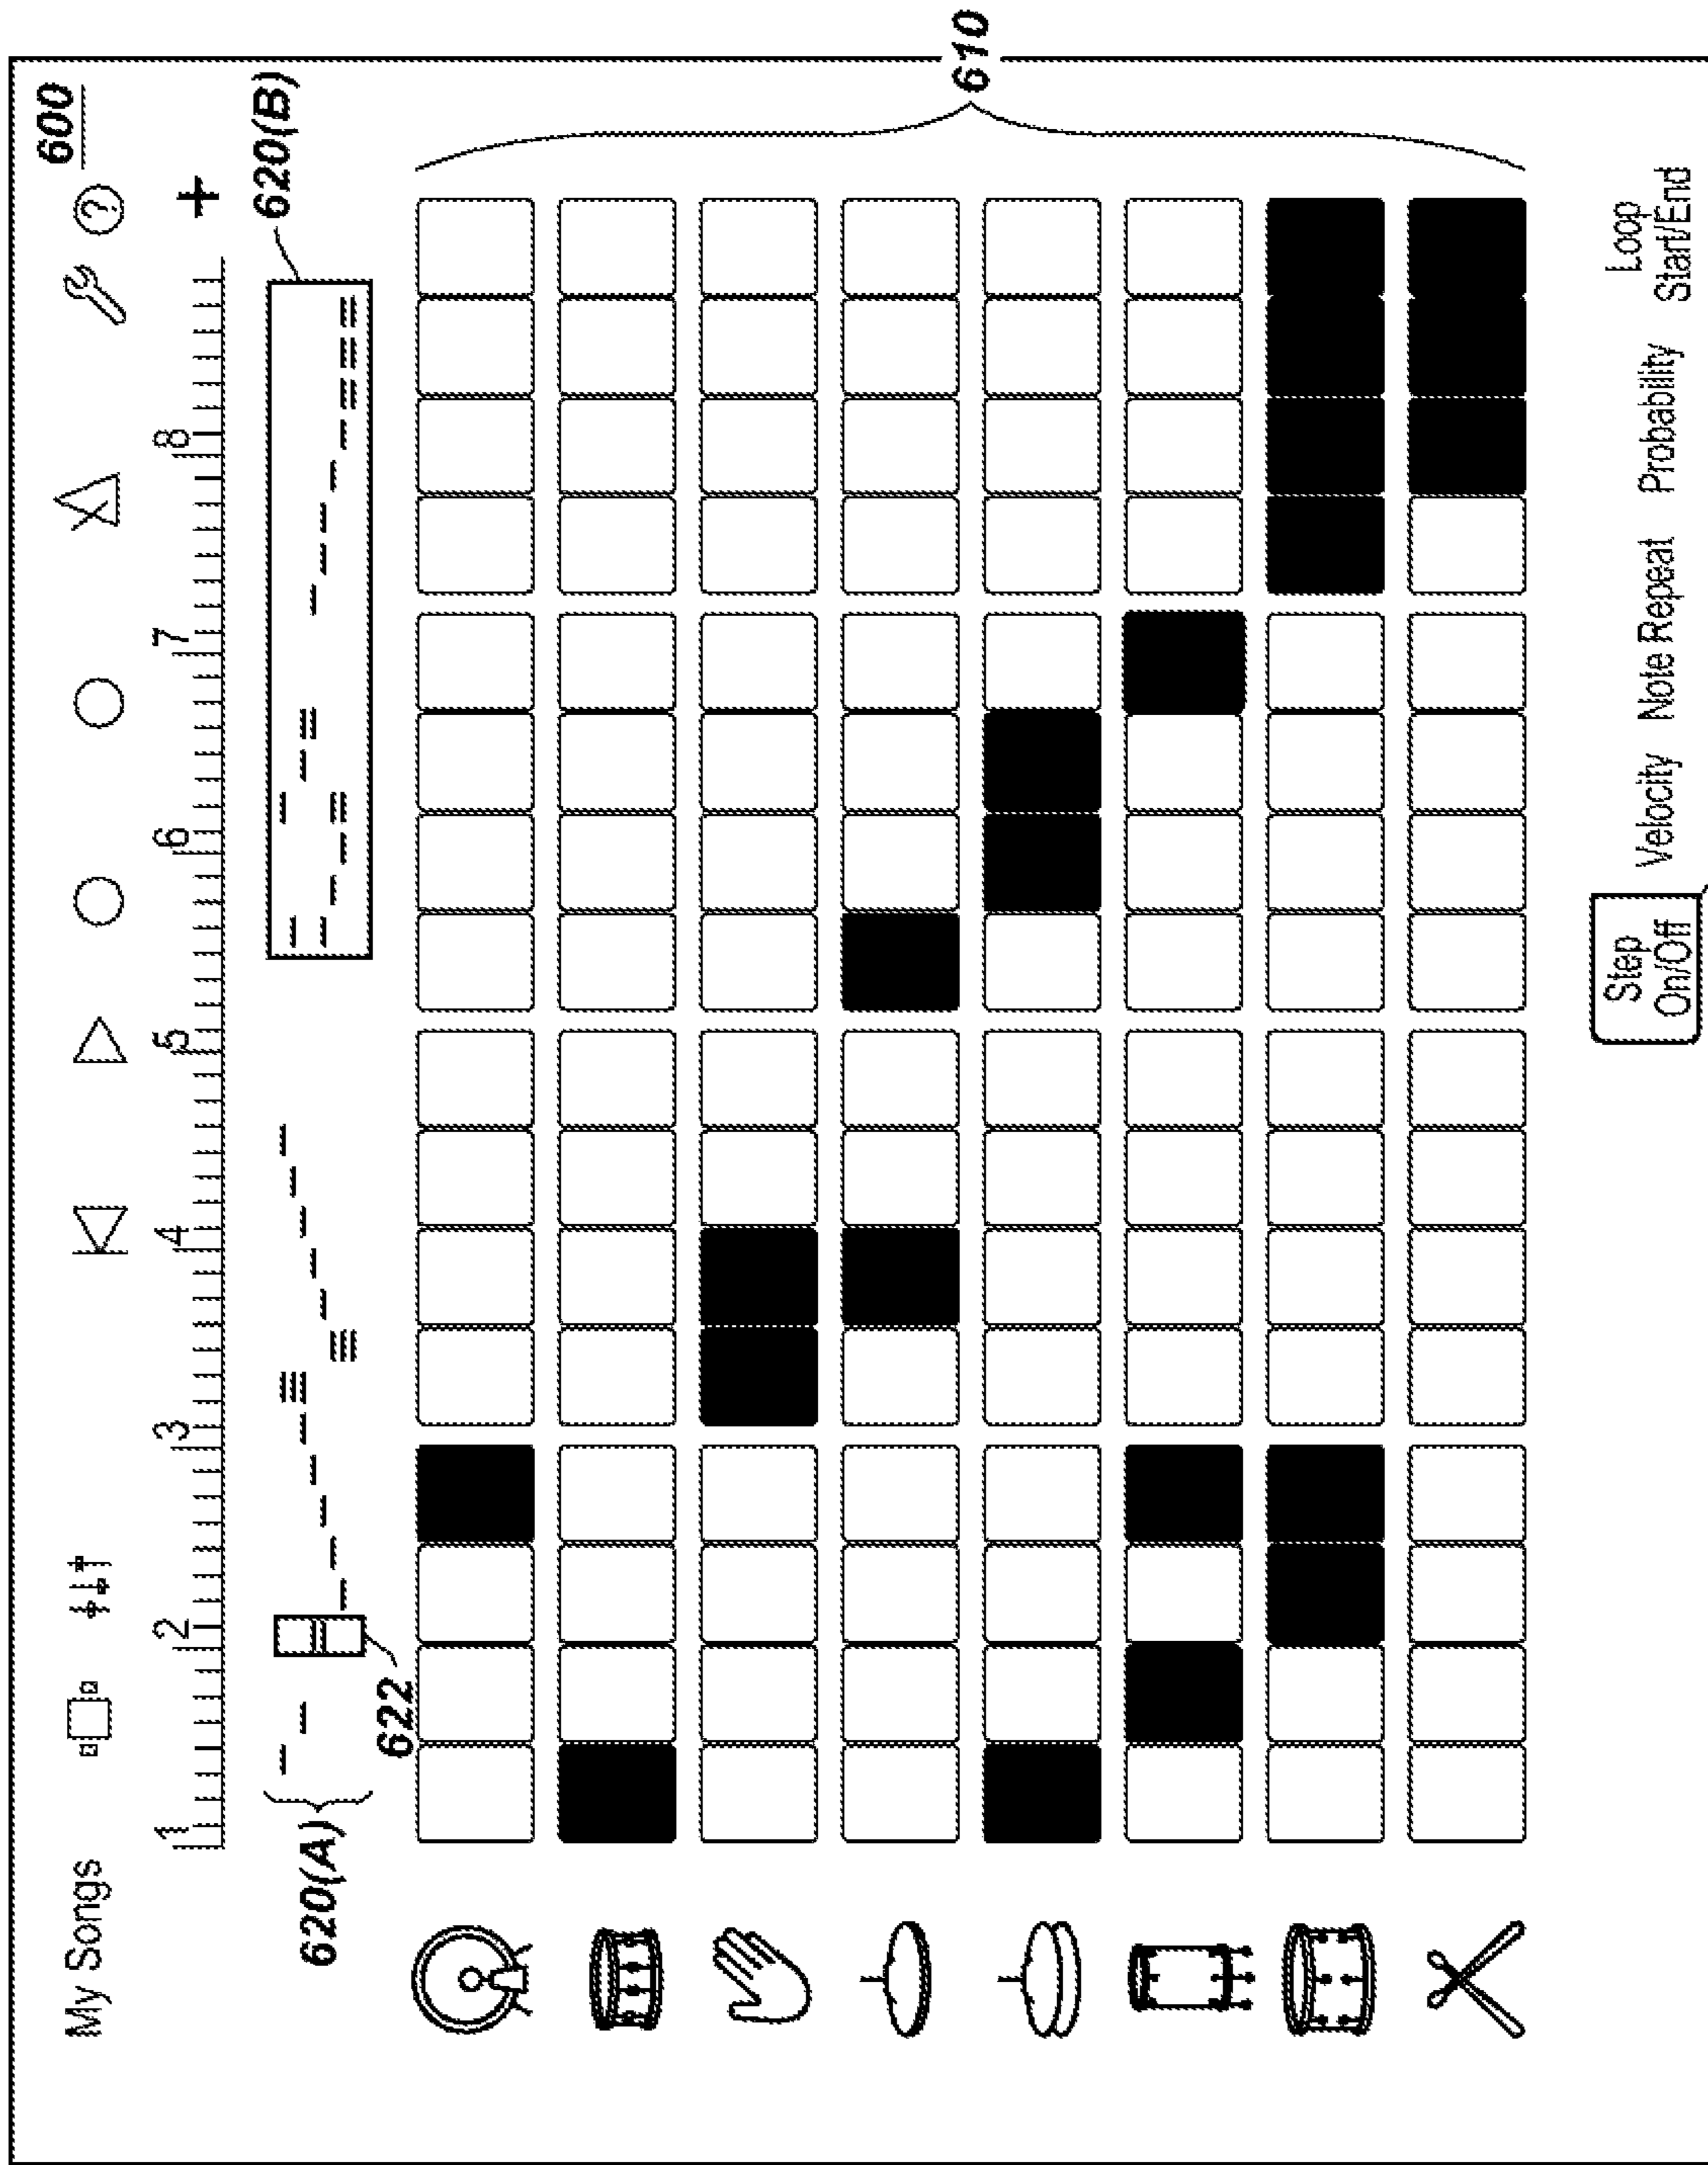 600
My Songs
?
1 2 3 4 5 6 7 8 +
620(A)
620(B)
622
610
Step
On/Off
Velocity
Note Repeat
Probability
Loop
Start/End